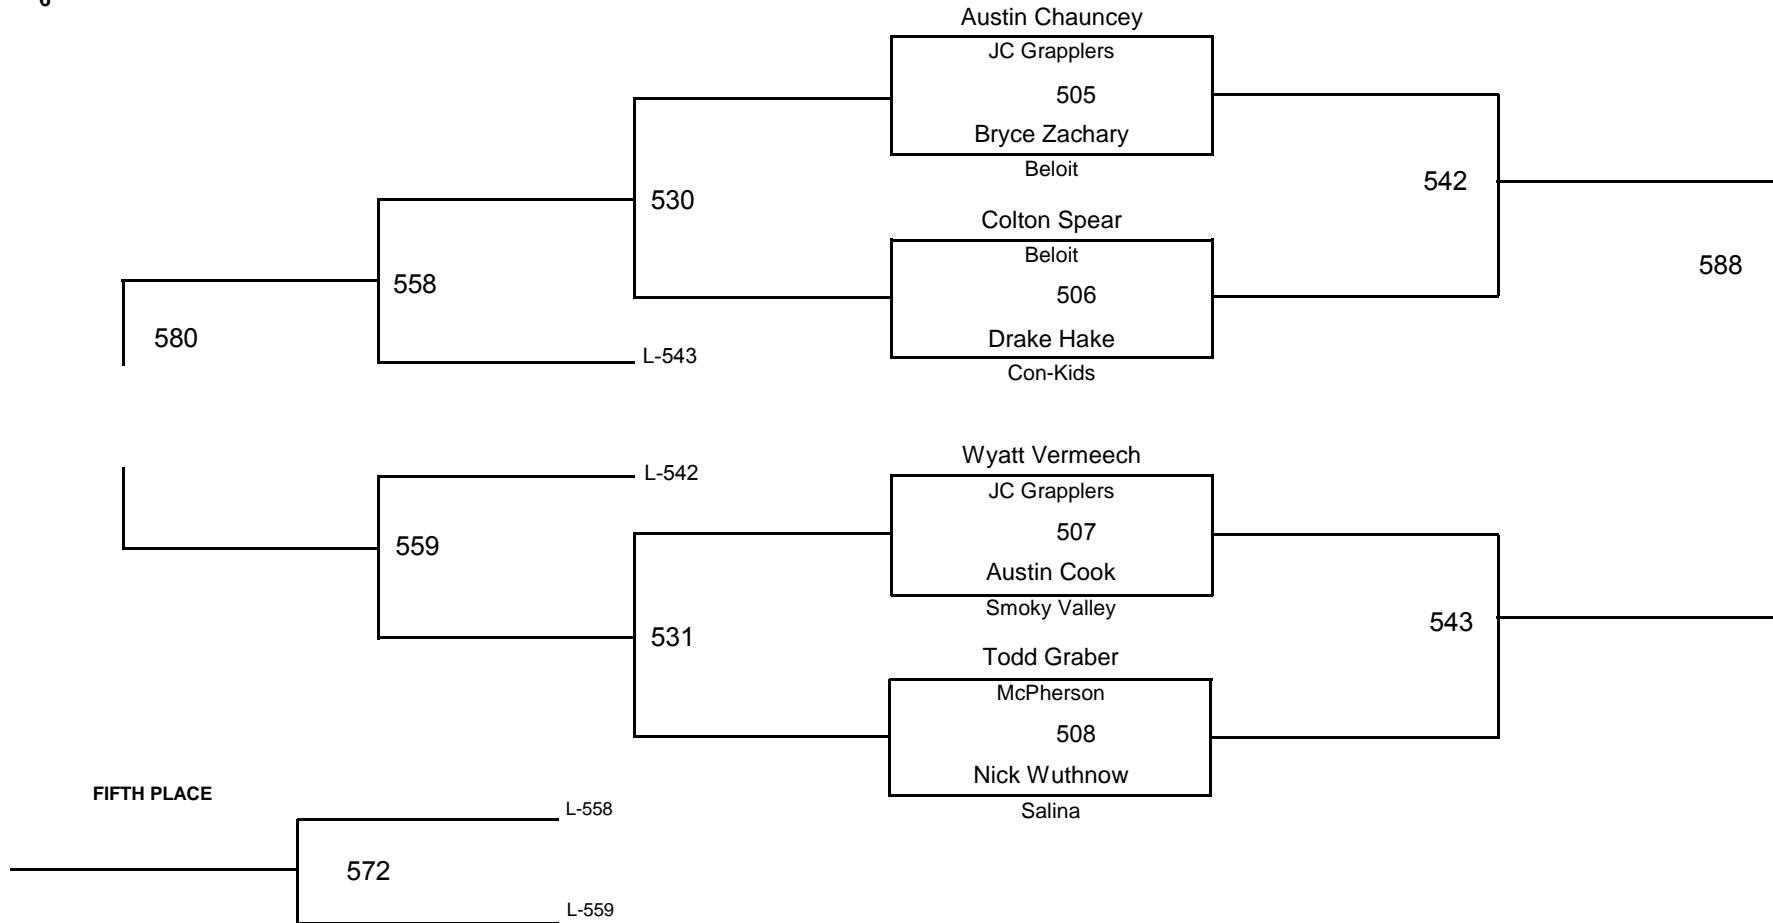 6
Austin Chauncey
JC Grapplers
505
Bryce Zachary
Beloit
530
542
Colton Spear
Beloit
588
558
506
580
Drake Hake
L-543
Con-Kids
Wyatt Vermeech
L-542
JC Grapplers
507
559
Austin Cook
Smoky Valley
543
531
Todd Graber
McPherson
508
Nick Wuthnow
FIFTH PLACE
L-558
Salina
572
L-559